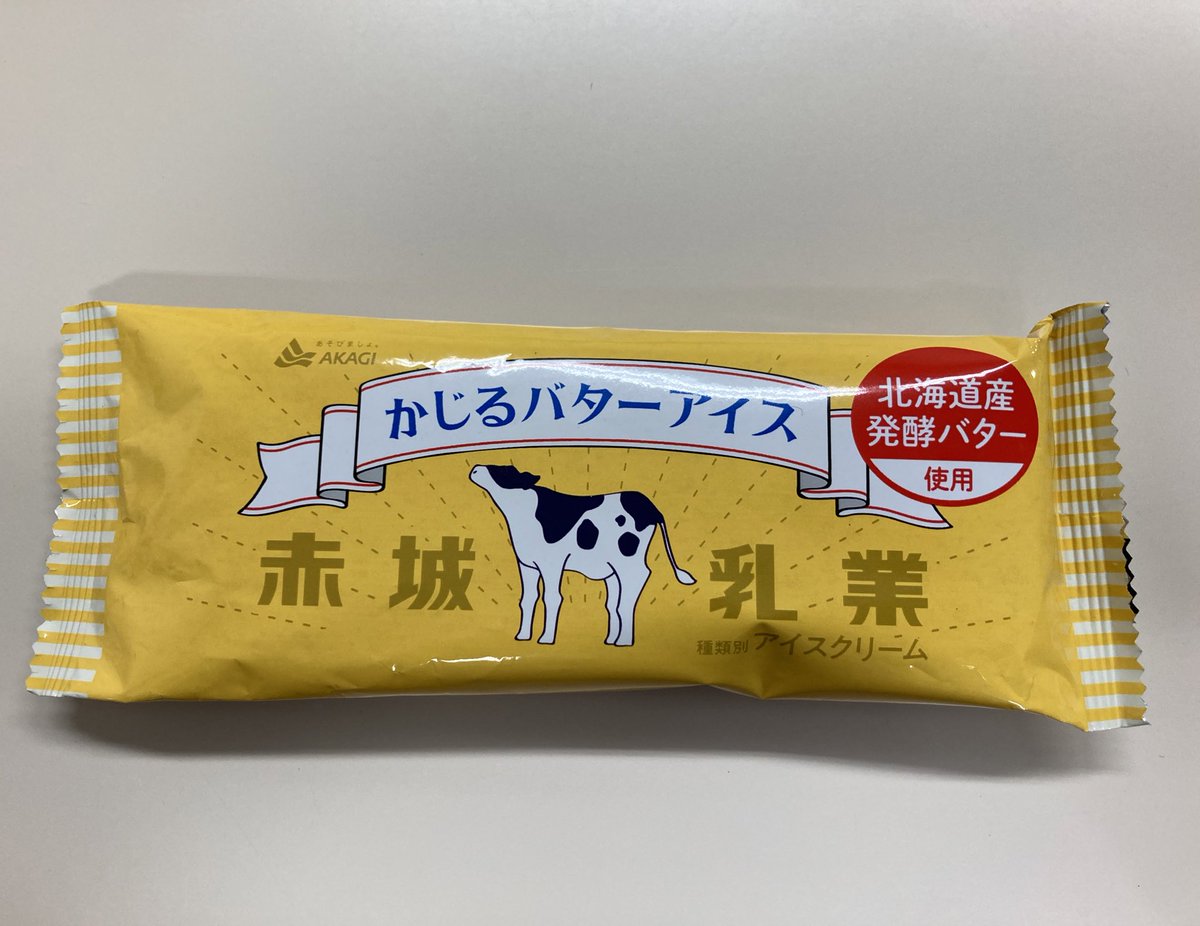 あそびましょ。
AKAGI
かじるバターアイス
北海道産
発酵バター
使用
赤城乳業
種類別 アイスクリーム